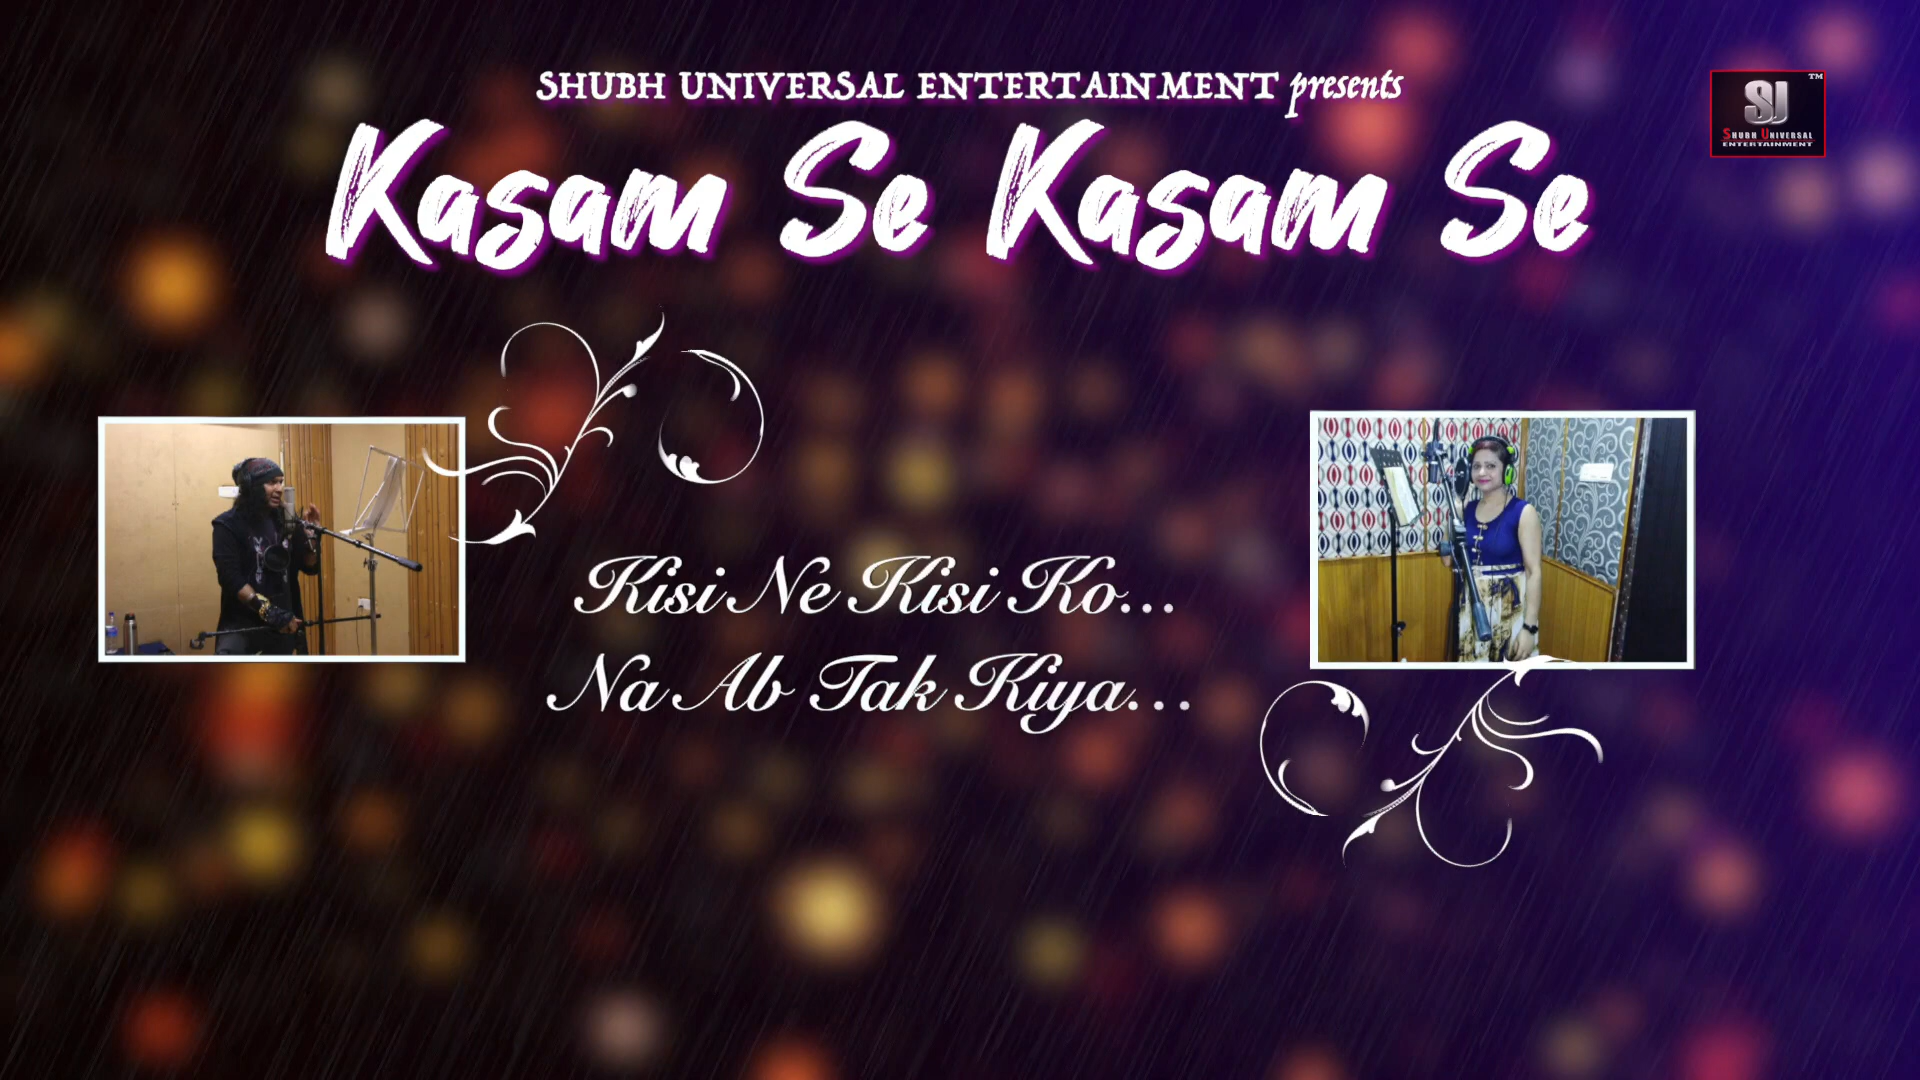 SHUBH UNIVERSAL ENTERTAINMENT presents
Kasam Se Kasam Se
SU
TM
SHUBH UNIVERSAL
ENTERTAINMENT
Kisi Ne Kisi Ko...
Na Ab Tak Kiya...